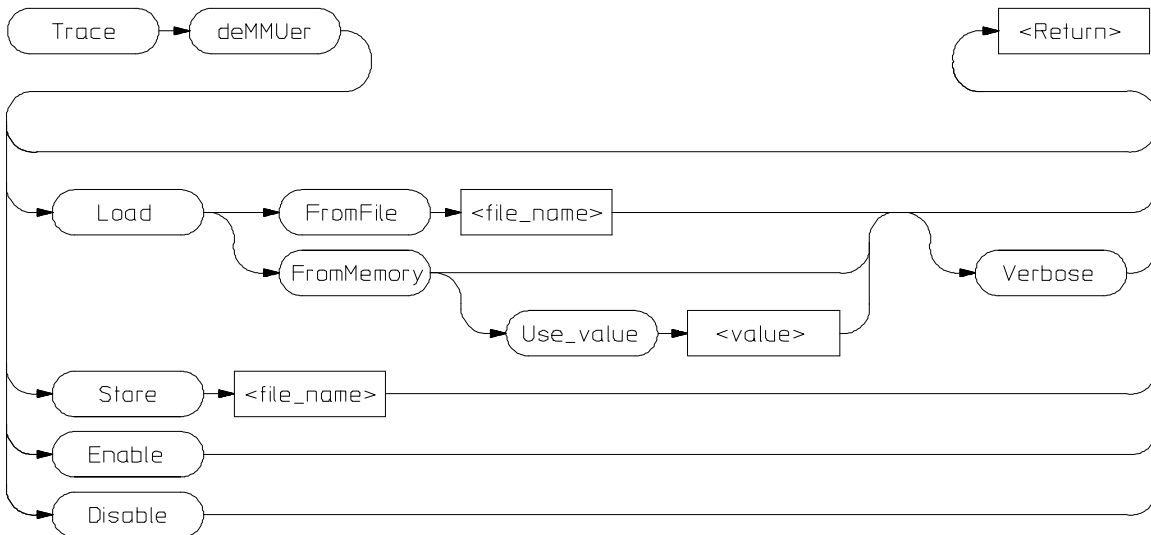 Trace deMMUer <Return>
Load FromFile <file_name>
FromMemory Verbose
Use_value <value>
Store <file_name>
Enable
Disable